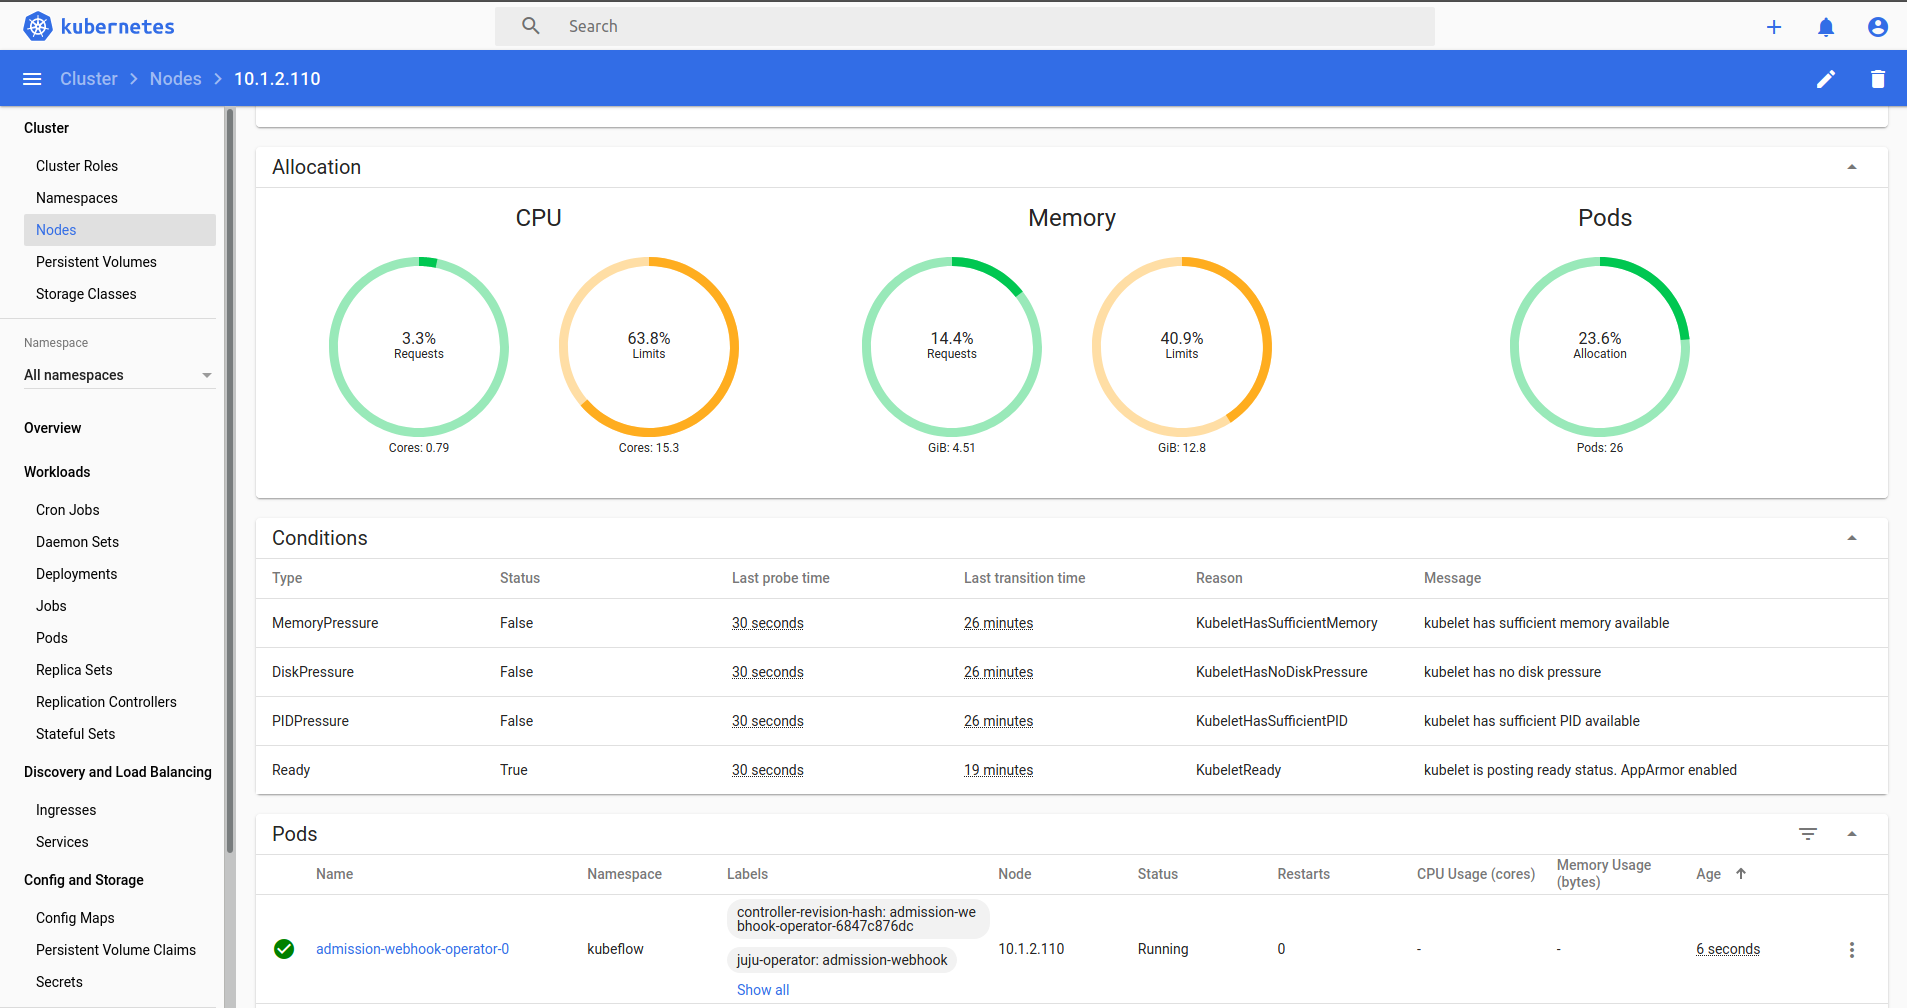 kubernetes
Search
Cluster
Nodes
10.1.2.110
Cluster
Cluster Roles
Namespaces
Nodes
Persistent Volumes
Storage Classes
Namespace
All namespaces
Overview
Workloads
Cron Jobs
Daemon Sets
Deployments
Jobs
Pods
Replica Sets
Replication Controllers
Stateful Sets
Discovery and Load Balancing
Ingresses
Services
Config and Storage
Config Maps
Persistent Volume Claims
Secrets
Allocation
CPU
3.3%
Requests
Cores: 0.79
63.8%
Limits
Cores: 15.3
Memory
14.4%
Requests
GiB: 4.51
40.9%
Limits
GiB: 12.8
Pods
23.6%
Allocation
Pods: 26
Conditions
Type Status Last probe time Last transition time Reason Message
MemoryPressure False 30 seconds 26 minutes KubeletHasSufficientMemory kubelet has sufficient memory available
DiskPressure False 30 seconds 26 minutes KubeletHasNoDiskPressure kubelet has no disk pressure
PIDPressure False 30 seconds 26 minutes KubeletHasSufficientPID kubelet has sufficient PID available
Ready True 30 seconds 19 minutes KubeletReady kubelet is posting ready status. AppArmor enabled
Pods
Name Namespace Labels Node Status Restarts CPU Usage (cores) Memory Usage
(bytes) Age
admission-webhook-operator-0 kubeflow
controller-revision-hash: admission-we
bhook-operator-6847c876dc
juju-operator: admission-webhook
Show all
10.1.2.110 Running 0 - - 6 seconds